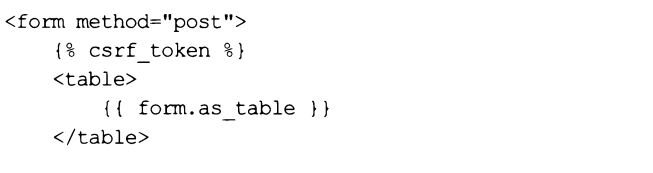 <form method="post">
    {% csrf_token %}
    <table>
        {{ form.as_table }}
    </table>